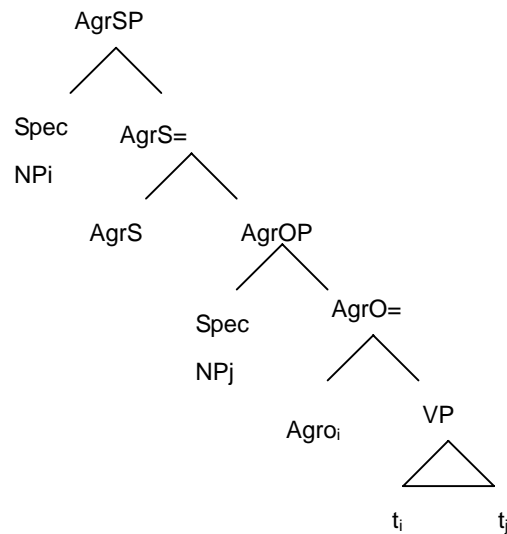 AgrSP
Spec AgrS=
NPi
AgrS AgrOP
Spec AgrO=
NPj
Agroᵢ VP
tᵢ tⱼ